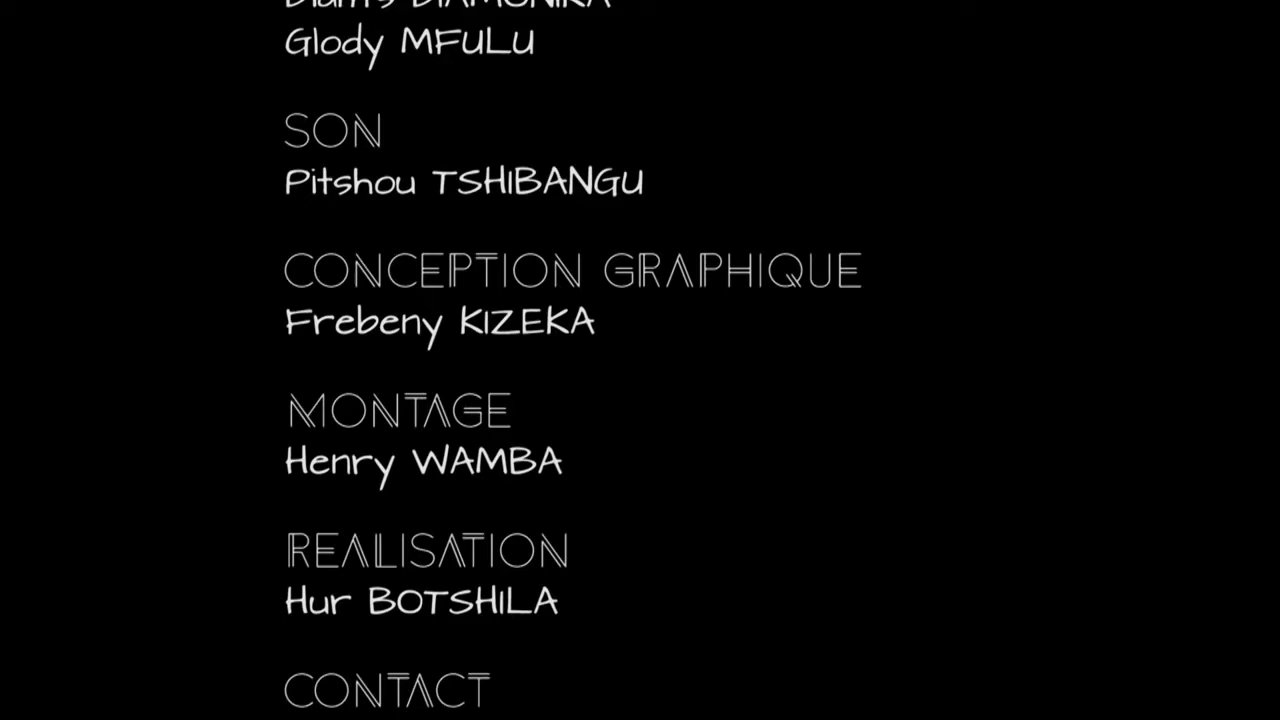 Glody MFULU
SON
Pitshou TSHIBANGU
CONCEPTION GRAPHIQUE
Frebeny KIZEKA
MONTAGE
Henry WAMBA
REALISATION
Hur BOTSHILA
CONTACT